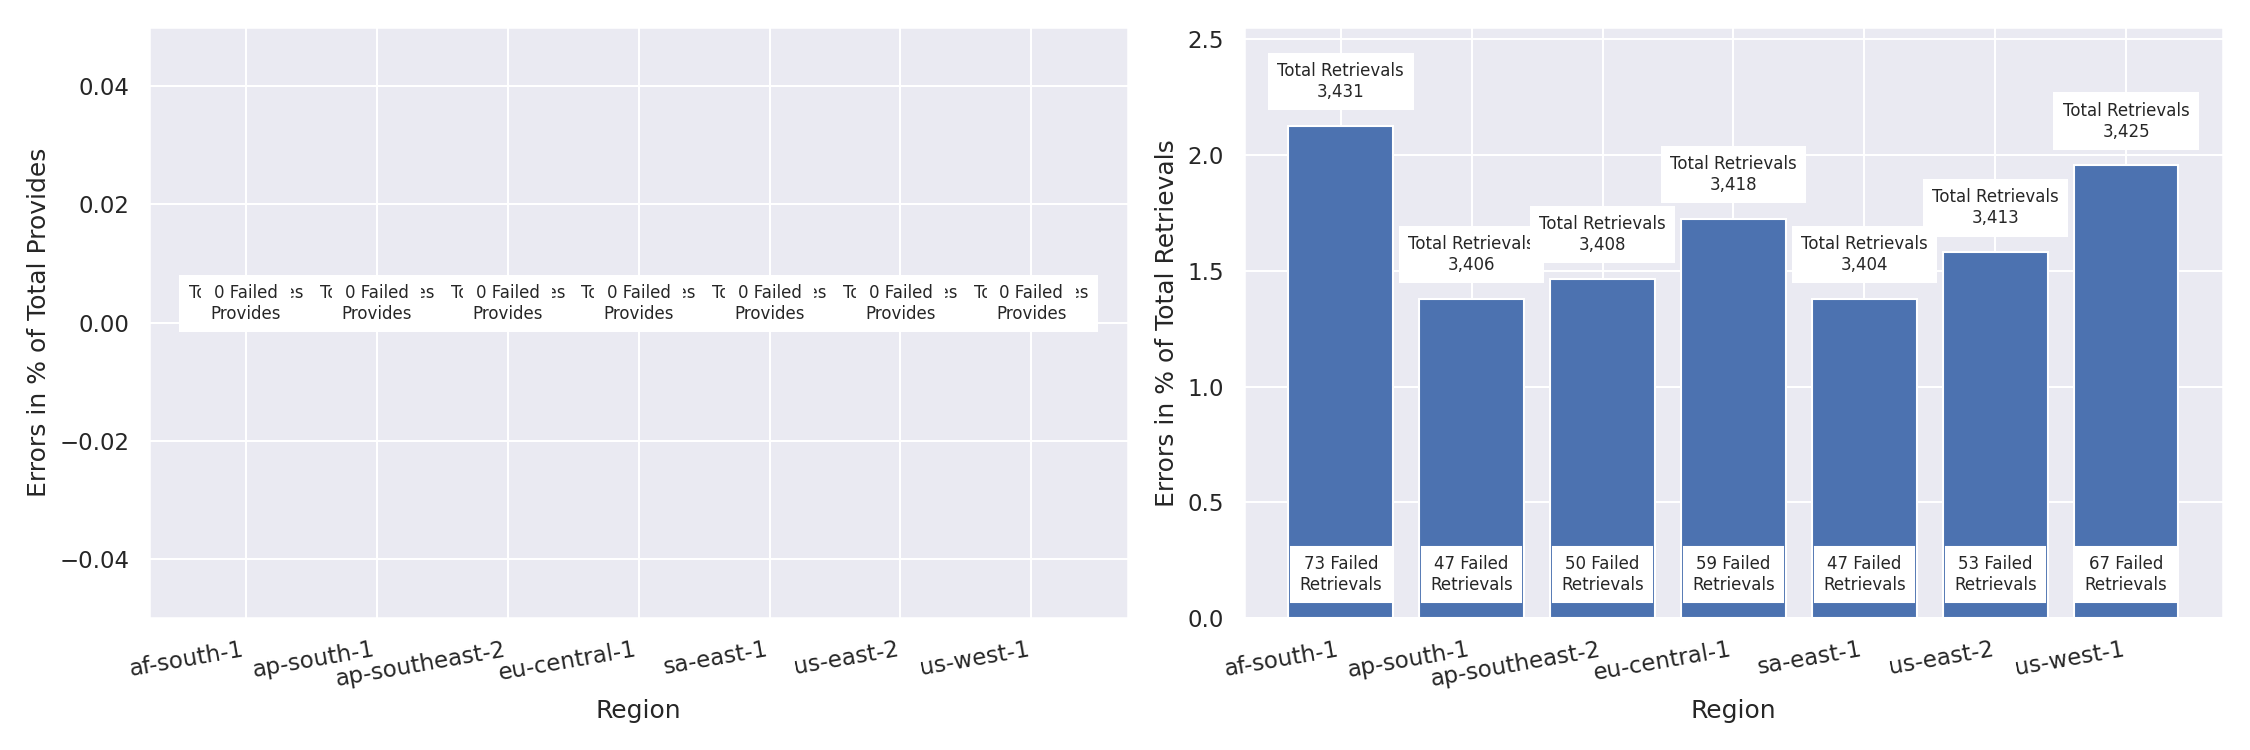 Errors in % of Total Provides
0.04
0.02
0.00
−0.02
−0.04
0 Failed
Provides
0 Failed
Provides
0 Failed
Provides
0 Failed
Provides
0 Failed
Provides
0 Failed
Provides
0 Failed
Provides
af-south-1
ap-south-1
ap-southeast-2
eu-central-1
sa-east-1
us-east-2
us-west-1
Region
Errors in % of Total Retrievals
2.5
2.0
1.5
1.0
0.5
0.0
Total Retrievals
3,431
Total Retrievals
3,406
Total Retrievals
3,408
Total Retrievals
3,418
Total Retrievals
3,404
Total Retrievals
3,413
Total Retrievals
3,425
73 Failed
Retrievals
47 Failed
Retrievals
50 Failed
Retrievals
59 Failed
Retrievals
47 Failed
Retrievals
53 Failed
Retrievals
67 Failed
Retrievals
af-south-1
ap-south-1
ap-southeast-2
eu-central-1
sa-east-1
us-east-2
us-west-1
Region